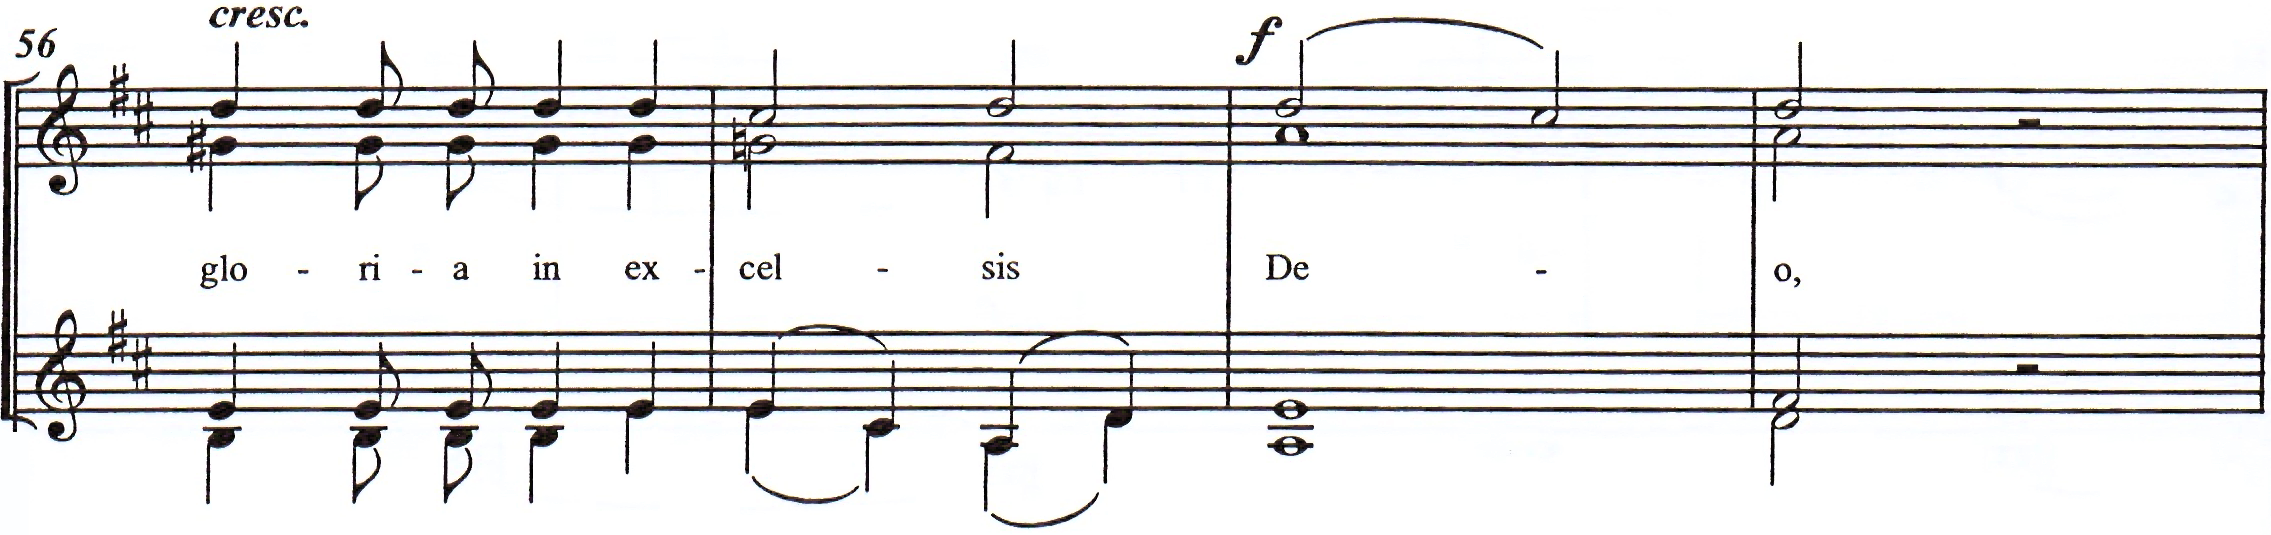 cresc.
56
f
glo - ri - a in ex - cel - sis De - o,